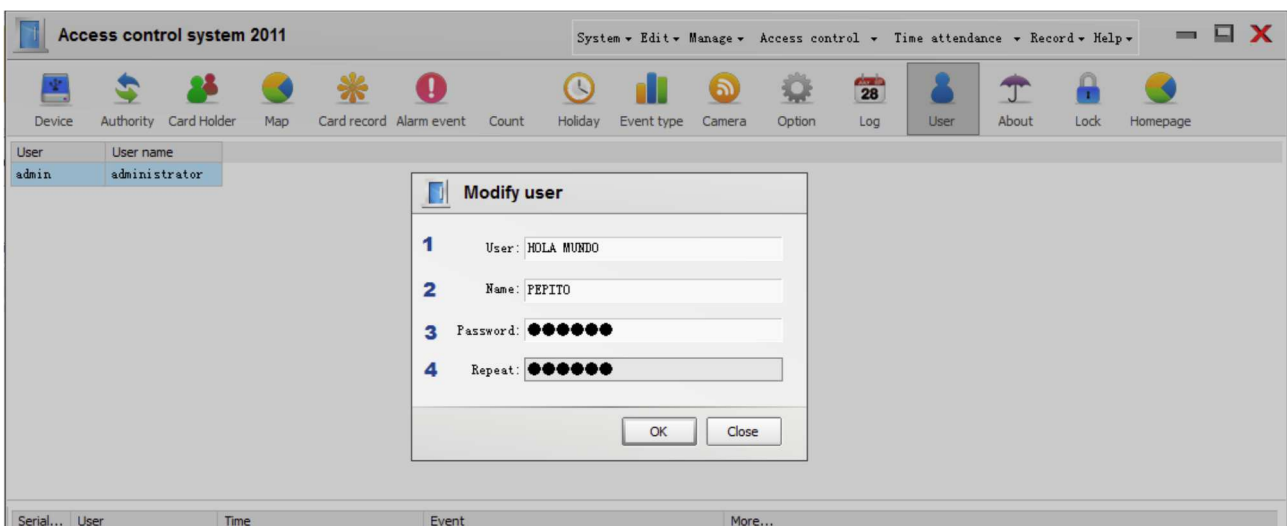 Access control system 2011
System Edit Manage Access control Time attendance Record Help
Device Authority Card Holder Map Card record Alarm event Count Holiday Event type Camera Option 28 Log User About Lock Homepage
User User name
admin administrator
Modify user
1 User: HOLA MUNDO
2 Name: PEPITO
3 Password: ●●●●●●
4 Repeat: ●●●●●●
OK Close
Serial... User Time Event More...